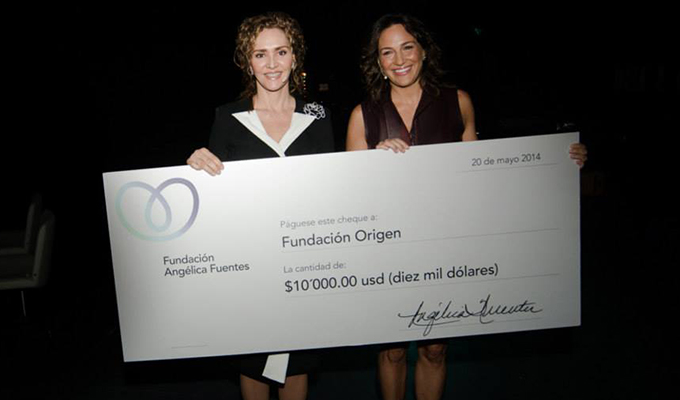 20 de mayo 2014
Páguese este cheque a:
Fundación Origen
Fundación
Angélica Fuentes
La cantidad de:
$10´000.00 usd (diez mil dólares)
Angélica Fuentes